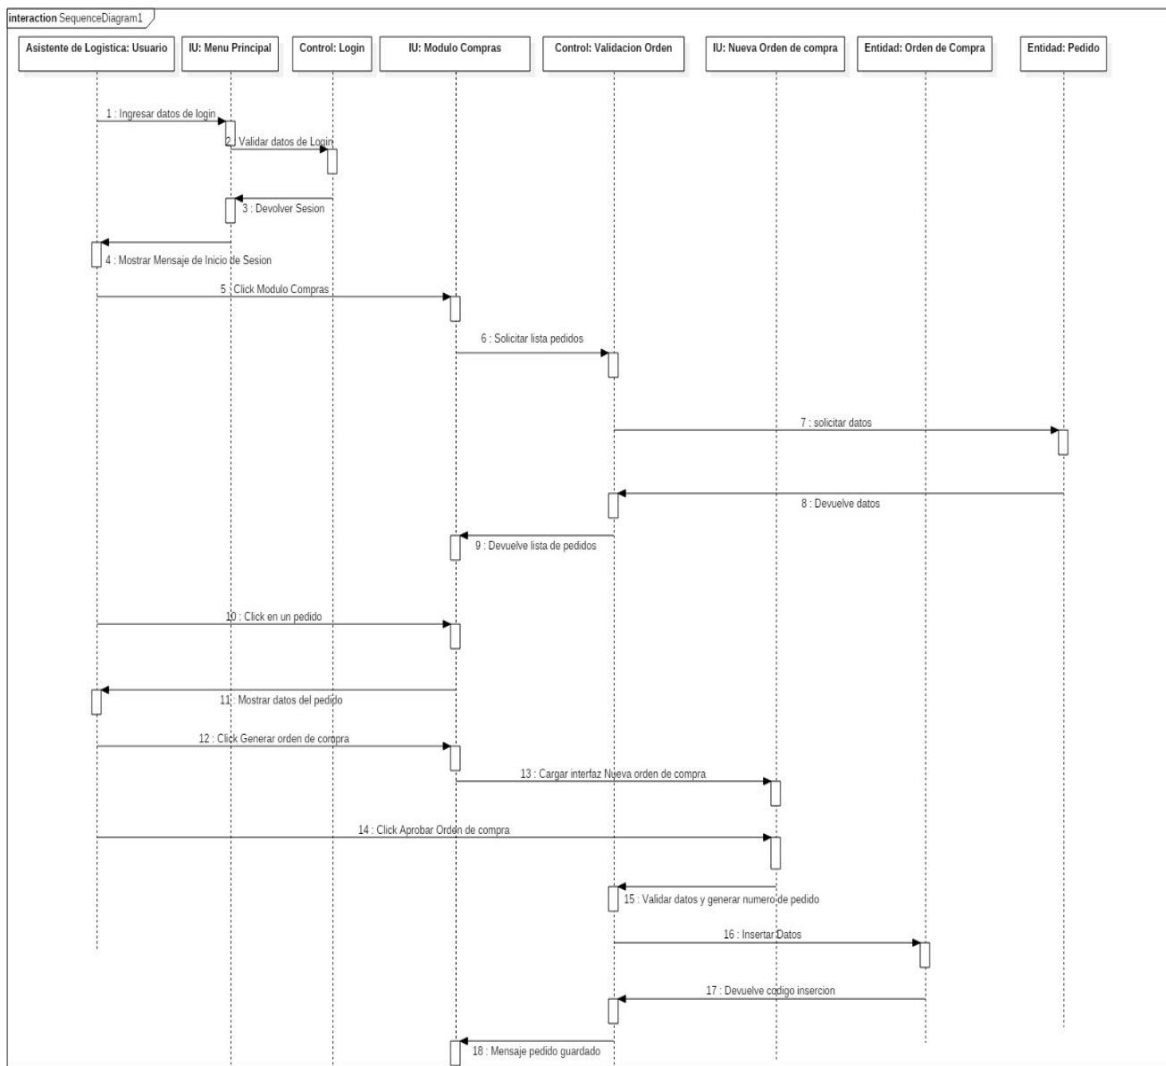 interaction SequenceDiagram1
Asistente de Logistica: Usuario
IU: Menu Principal
Control: Login
IU: Modulo Compras
Control: Validacion Orden
IU: Nueva Orden de compra
Entidad: Orden de Compra
Entidad: Pedido
1 : Ingresar datos de login
2 : Validar datos de Login
3 : Devolver Sesion
4 : Mostrar Mensaje de Inicio de Sesion
5 : Click Modulo Compras
6 : Solicitar lista pedidos
7 : solicitar datos
8 : Devuelve datos
9 : Devuelve lista de pedidos
10 : Click en un pedido
11 : Mostrar datos del pedido
12 : Click Generar orden de compra
13 : Cargar interfaz Nueva orden de compra
14 : Click Aprobar Orden de compra
15 : Validar datos y generar numero de pedido
16 : Insertar Datos
17 : Devuelve codigo insercion
18 : Mensaje pedido guardado